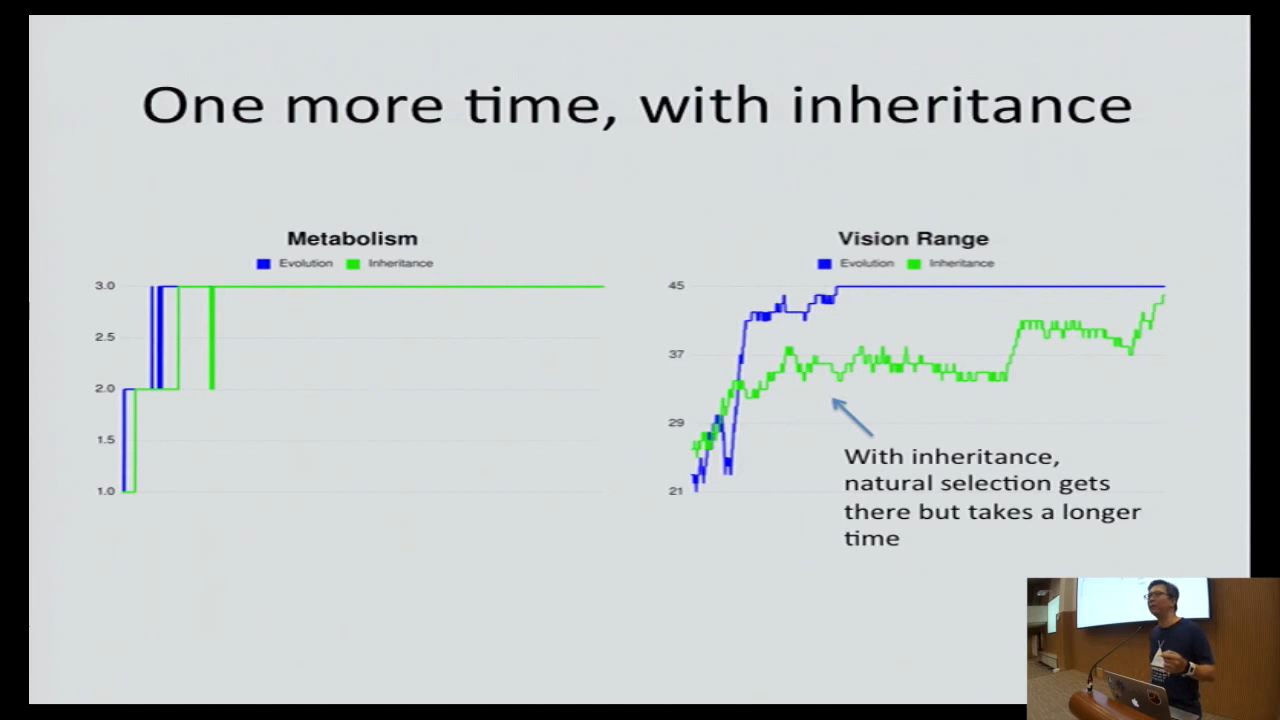 One more time, with inheritance
Metabolism
Evolution Inheritance
3.0
2.5
2.0
1.5
1.0
Vision Range
Evolution Inheritance
45
37
29
21
With inheritance,
natural selection gets
there but takes a longer
time